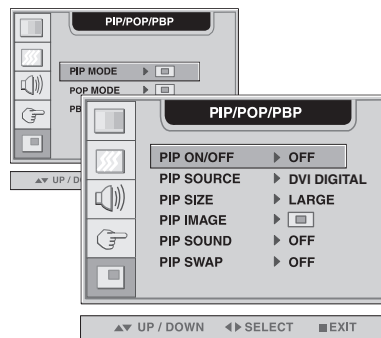 PIP/POP/PBP
PIP MODE
POP MODE
PB
▲▼ UP / D
PIP/POP/PBP
PIP ON/OFF ▶ OFF
PIP SOURCE ▶ DVI DIGITAL
PIP SIZE ▶ LARGE
PIP IMAGE ▶
PIP SOUND ▶ OFF
PIP SWAP ▶ OFF
▲▼ UP / DOWN ◀▶ SELECT ■ EXIT